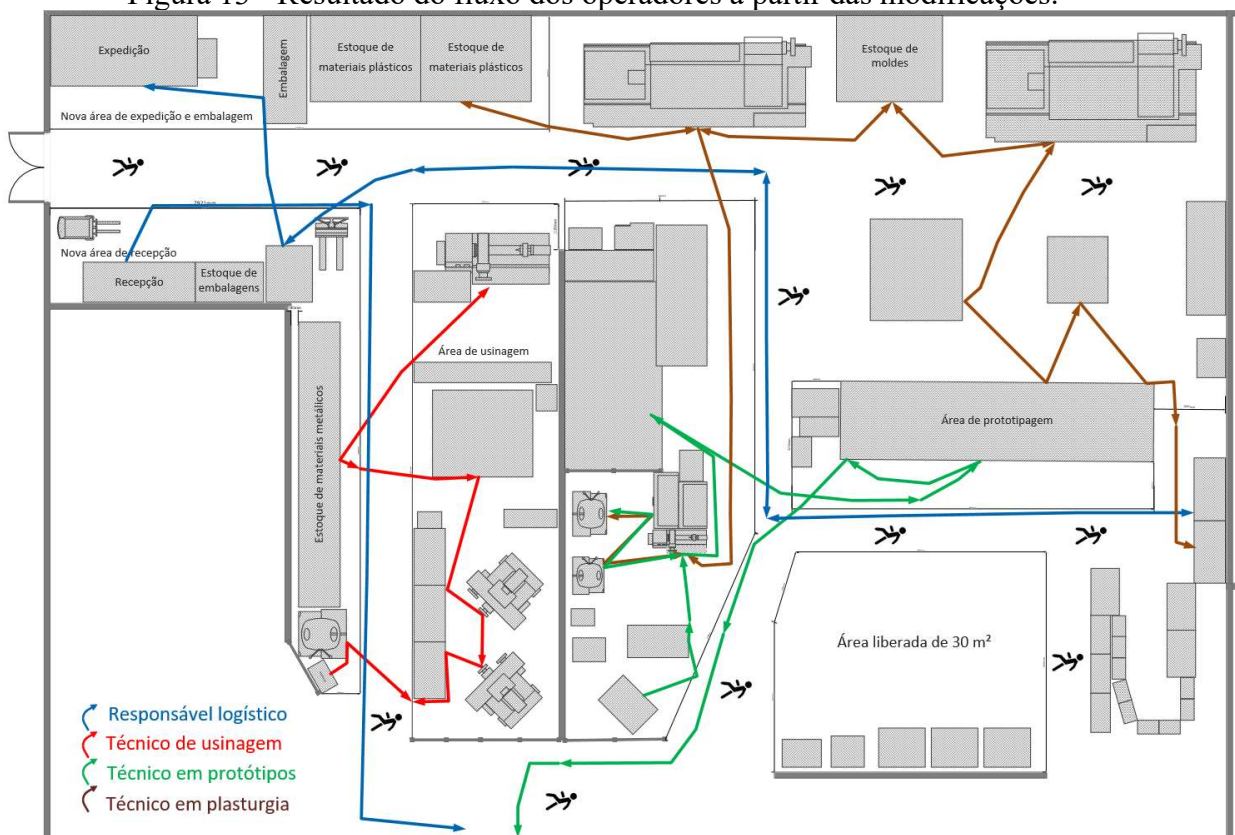 Figura 15 - Resultado do fluxo dos operadores a partir das modificações.
Expedição
Embalagem
Estoque de
materiais plásticos
Estoque de
materiais plásticos
Estoque de
moldes
Nova área de expedição e embalagem
Nova área de recepção
Recepção
Estoque de
embalagens
Estoque de materiais metálicos
Área de usinagem
Área de prototipagem
Área liberada de 30 m²
Responsável logístico
Técnico de usinagem
Técnico em protótipos
Técnico em plasturgia